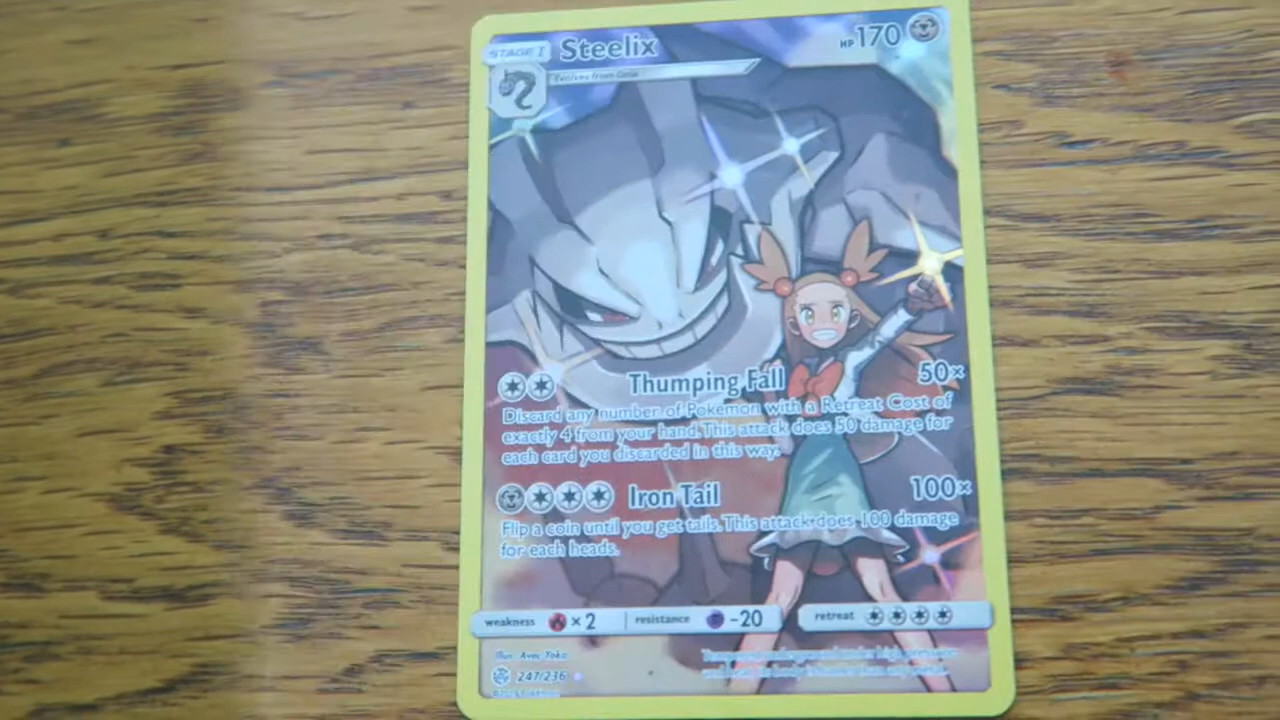 STAGE 1 Steelix HP 170
Evolves from Onix
Thumping Fall 50×
Discard any number of Pokemon with a Retreat Cost of
exactly 4 from your hand. This attack does 50 damage for
each card you discarded in this way.
Iron Tail 100×
Flip a coin until you get tails. This attack does 100 damage
for each heads.
weakness ×2 resistance -20 retreat
Illus. Avec Yoko
247/236